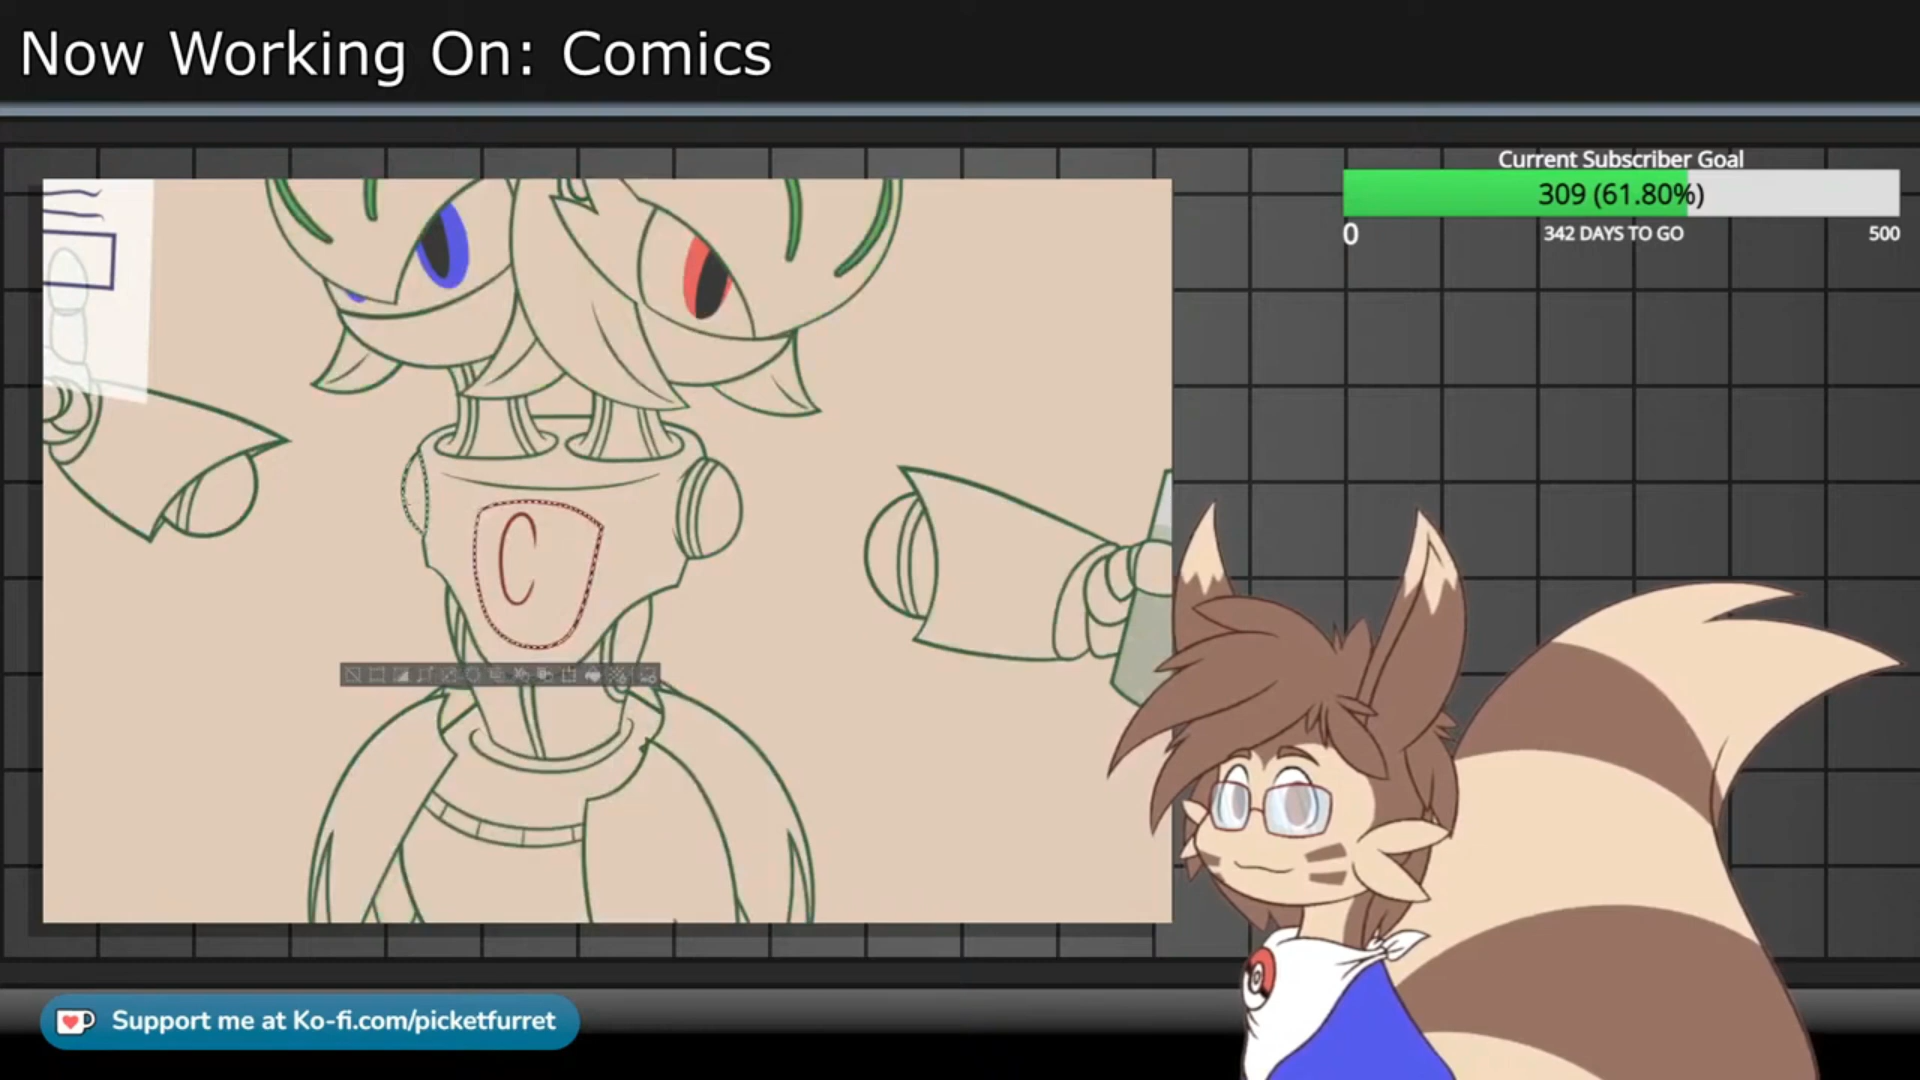 Now Working On: Comics
Current Subscriber Goal
309 (61.80%)
0
342 DAYS TO GO
500
C
Support me at Ko-fi.com/picketfurret